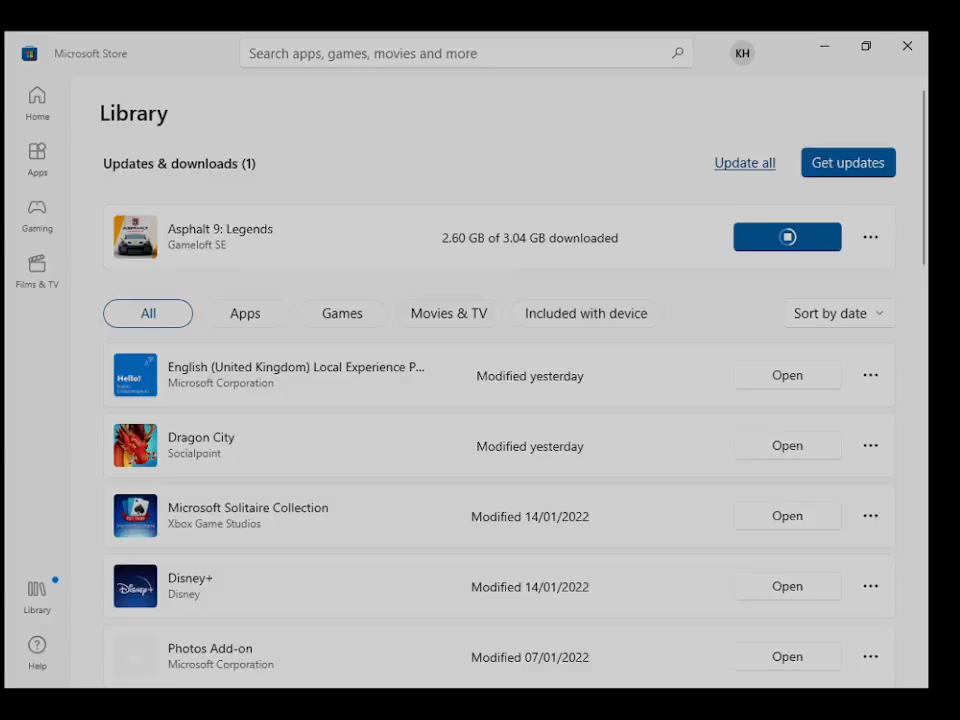 Microsoft Store
Search apps, games, movies and more
KH
Home
Apps
Gaming
Films & TV
Library
Help
Library
Updates & downloads (1)
Update all
Get updates
Asphalt 9: Legends
Gameloft SE
2.60 GB of 3.04 GB downloaded
All
Apps
Games
Movies & TV
Included with device
Sort by date
Hello!
English (United Kingdom) Local Experience P...
Microsoft Corporation
Modified yesterday
Open
Dragon City
Socialpoint
Modified yesterday
Open
Microsoft Solitaire Collection
Xbox Game Studios
Modified 14/01/2022
Open
Disney+
Disney+
Disney
Modified 14/01/2022
Open
Photos Add-on
Microsoft Corporation
Modified 07/01/2022
Open